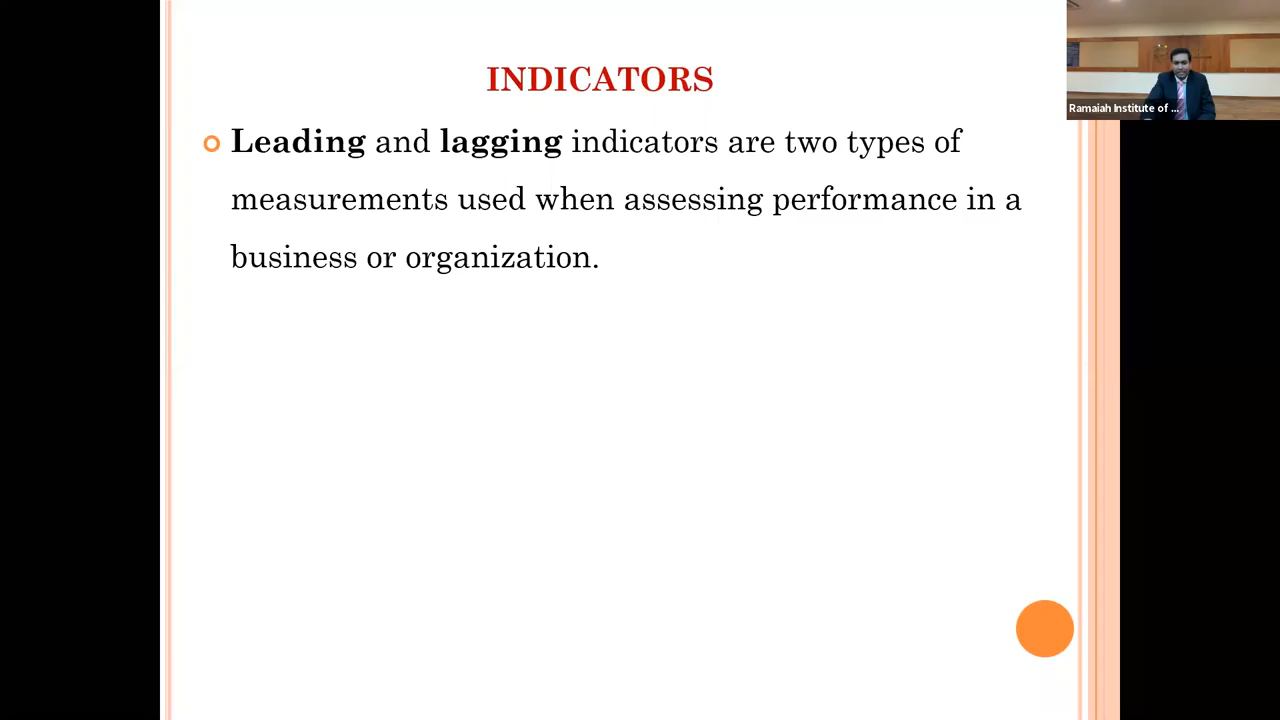 INDICATORS
Leading and lagging indicators are two types of
measurements used when assessing performance in a
business or organization.
Ramaiah Institute of ...